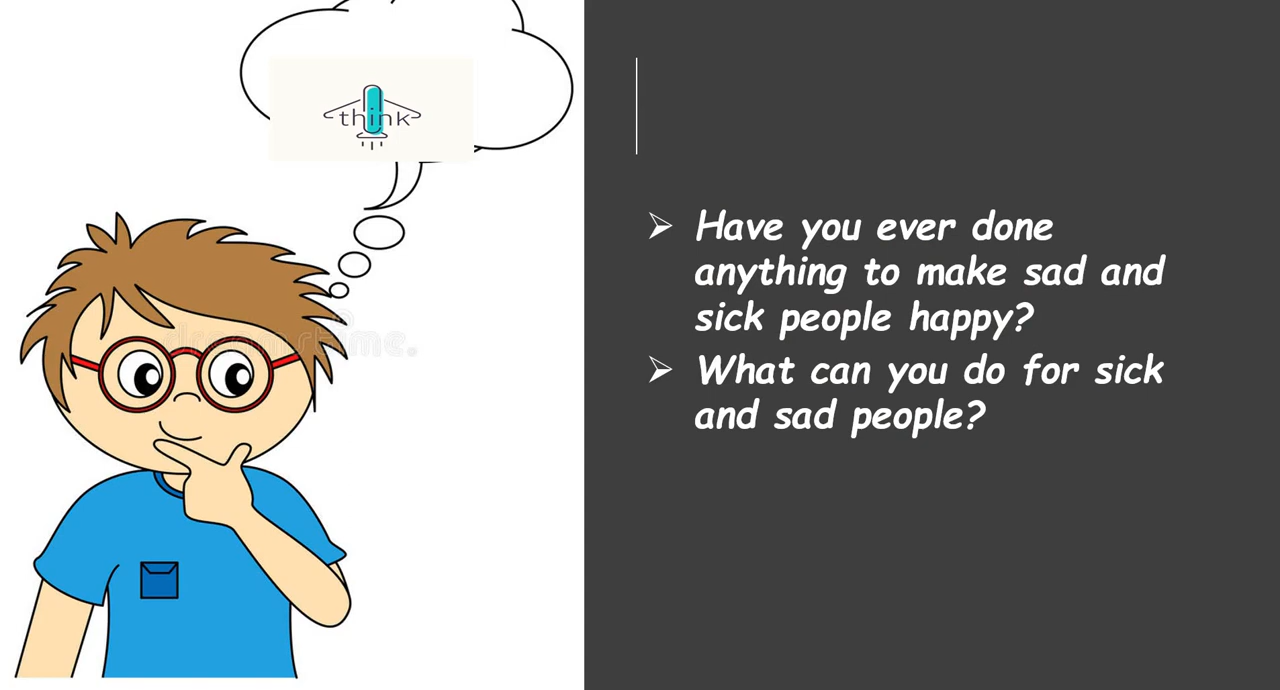 think
dreamstime.
Have you ever done
anything to make sad and
sick people happy?
What can you do for sick
and sad people?